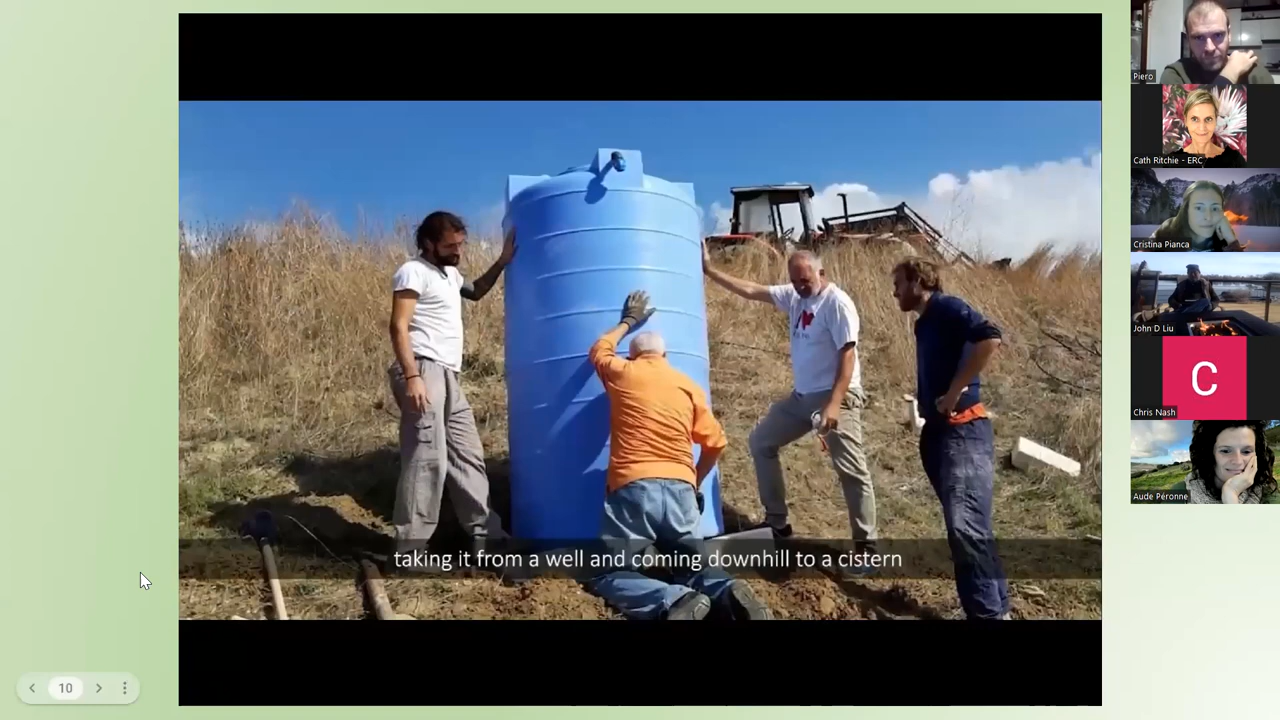 taking it from a well and coming downhill to a cistern
10
Piero
Cath Ritchie - ERC
Cristina Pianca
John D Liu
C
Chris Nash
Aude Péronne